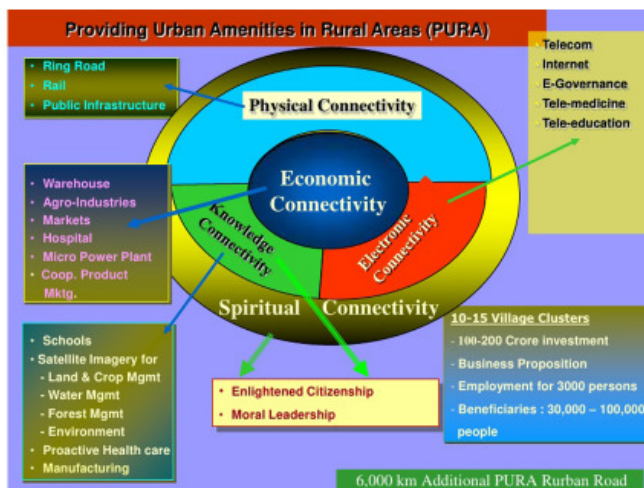 Providing Urban Amenities in Rural Areas (PURA)
• Ring Road
• Rail
• Public Infrastructure
Physical Connectivity
• Telecom
Internet
• E-Governance
• Tele-medicine
• Tele-education
• Warehouse
• Agro-Industries
• Markets
• Hospital
• Micro Power Plant
• Coop. Product
Mktg.
Economic
Connectivity
Knowledge
Connectivity
Electronic
Connectivity
Spiritual Connectivity
• Schools
• Satellite Imagery for
- Land & Crop Mgmt
- Water Mgmt
- Forest Mgmt
- Environment
• Proactive Health care
• Manufacturing
• Enlightened Citizenship
• Moral Leadership
10-15 Village Clusters
- 100-200 Crore investment
- Business Proposition
- Employment for 3000 persons
- Beneficiaries : 30,000 – 100,000
people
6,000 km Additional PURA Rurban Road